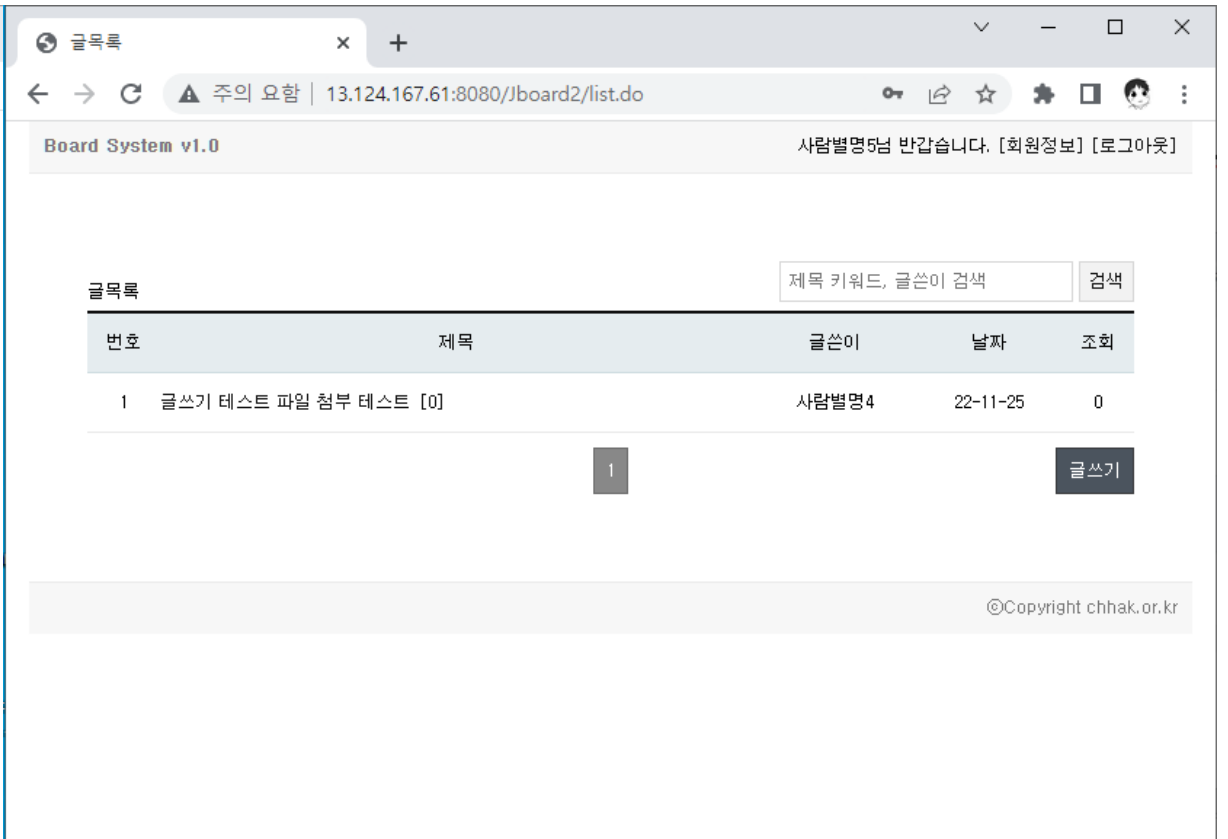 글목록
주의 요함 13.124.167.61:8080/Jboard2/list.do
Board System v1.0 사람별명5님 반갑습니다. [회원정보] [로그아웃]
글목록 제목 키워드, 글쓴이 검색 검색
번호 제목 글쓴이 날짜 조회
1 글쓰기 테스트 파일 첨부 테스트 [0] 사람별명4 22-11-25 0
1 글쓰기
ⓒCopyright chhak.or.kr